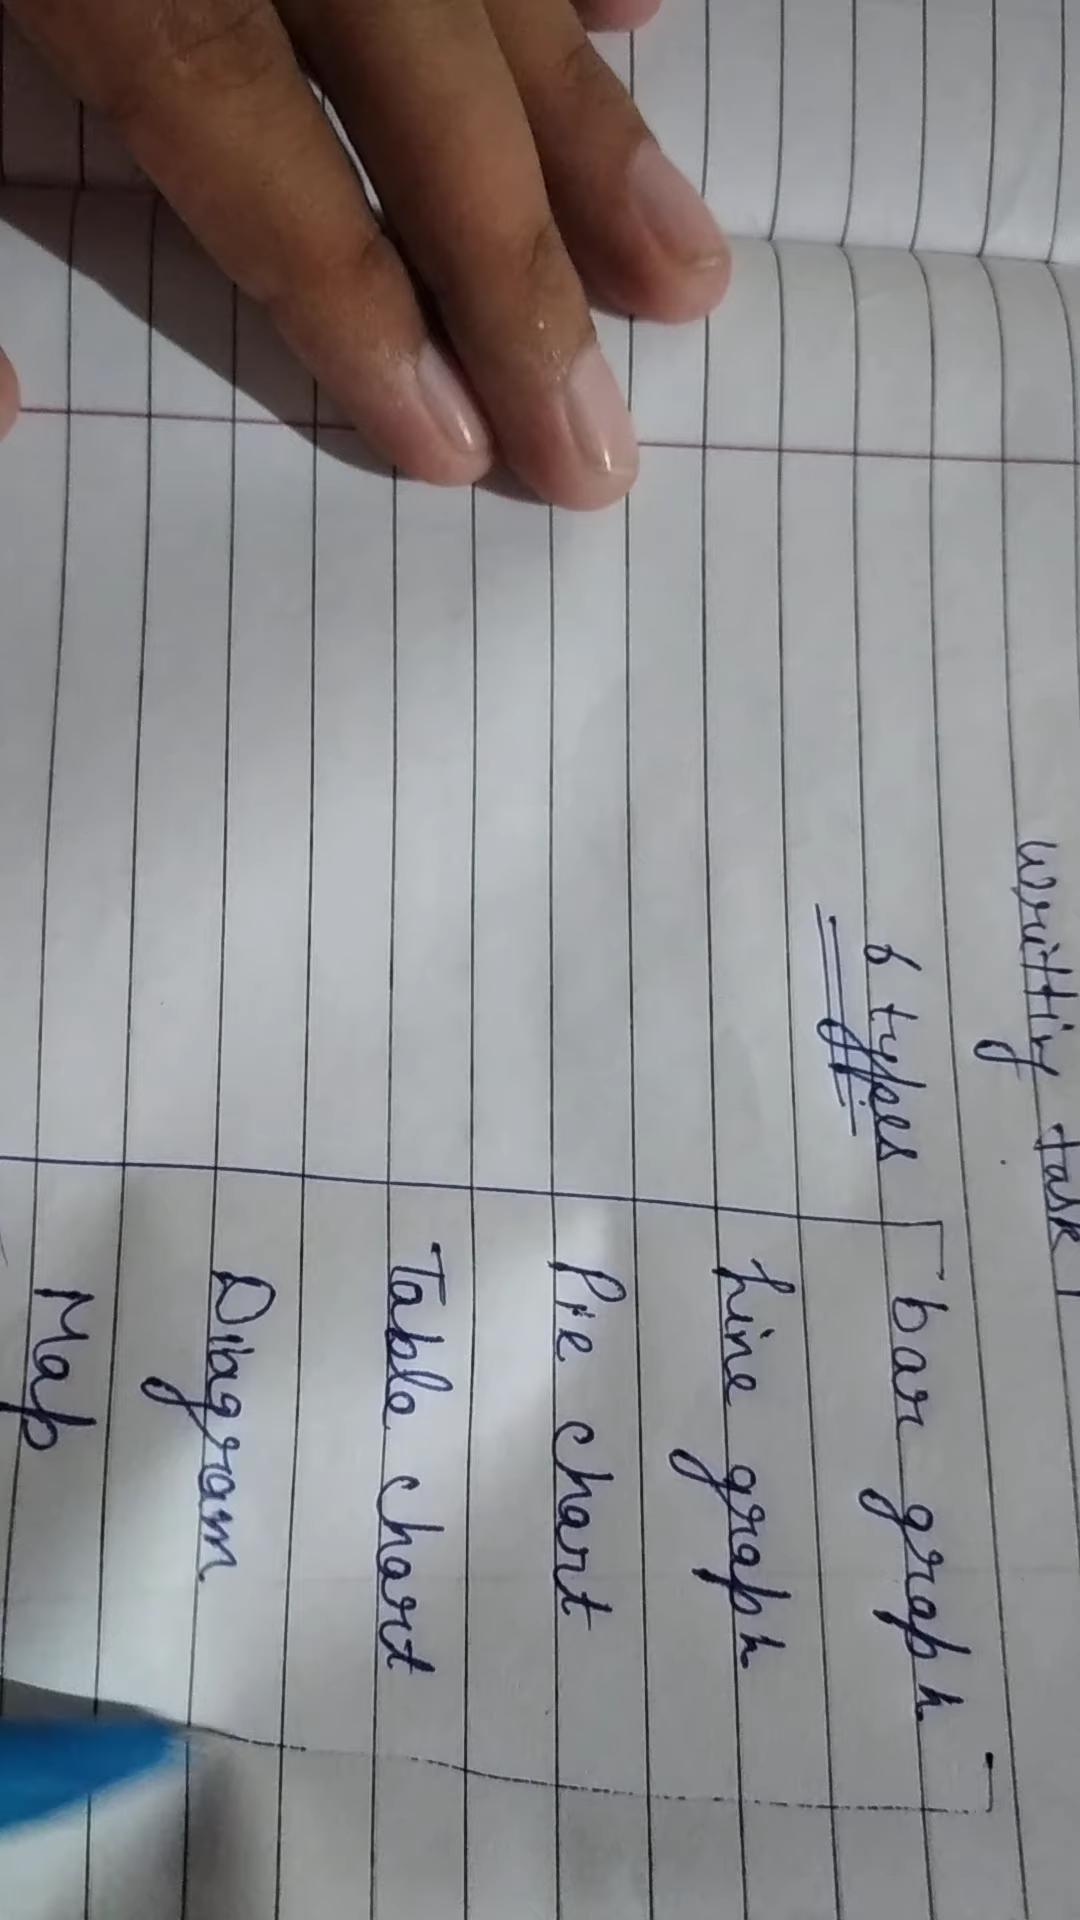 writting task 1
6 types
bar graph
Line graph
Pie chart
Table chart
Diagram
Map